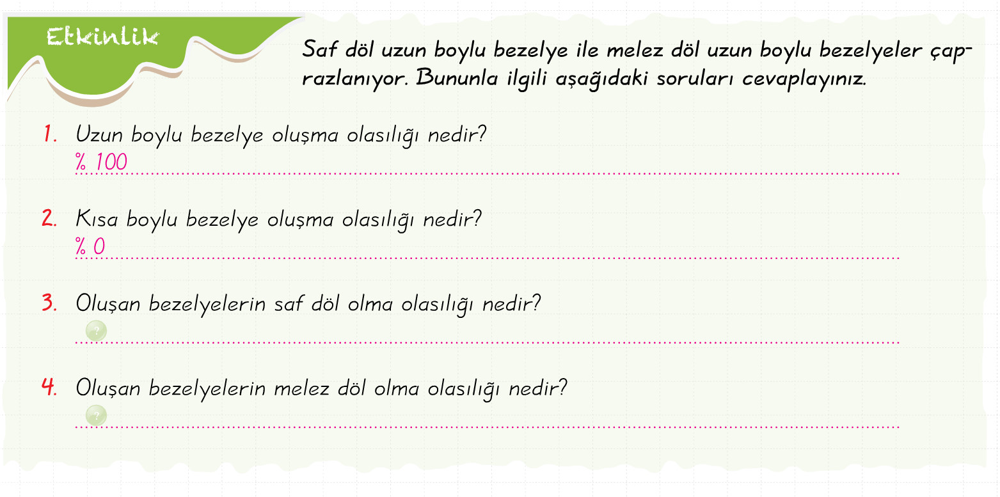 Etkinlik
Saf döl uzun boylu bezelye ile melez döl uzun boylu bezelyeler çap-
razlanıyor. Bununla ilgili aşağıdaki soruları cevaplayınız.
1. Uzun boylu bezelye oluşma olasılığı nedir?
% 100
2. Kısa boylu bezelye oluşma olasılığı nedir?
% 0
3. Oluşan bezelyelerin saf döl olma olasılığı nedir?
?
4. Oluşan bezelyelerin melez döl olma olasılığı nedir?
?